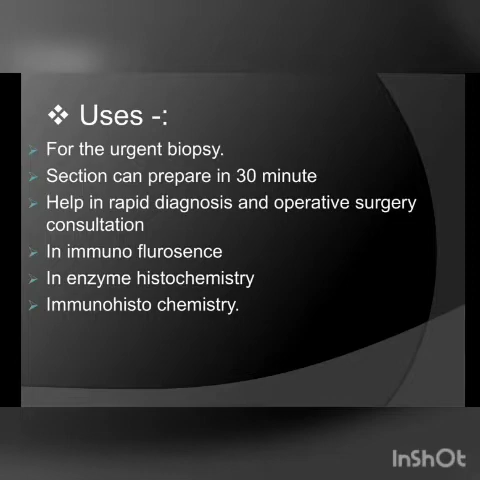 ❖ Uses -:
➢ For the urgent biopsy.
➢ Section can prepare in 30 minute
➢ Help in rapid diagnosis and operative surgery
consultation
➢ In immuno flurosence
➢ In enzyme histochemistry
➢ Immunohisto chemistry.
InShOt